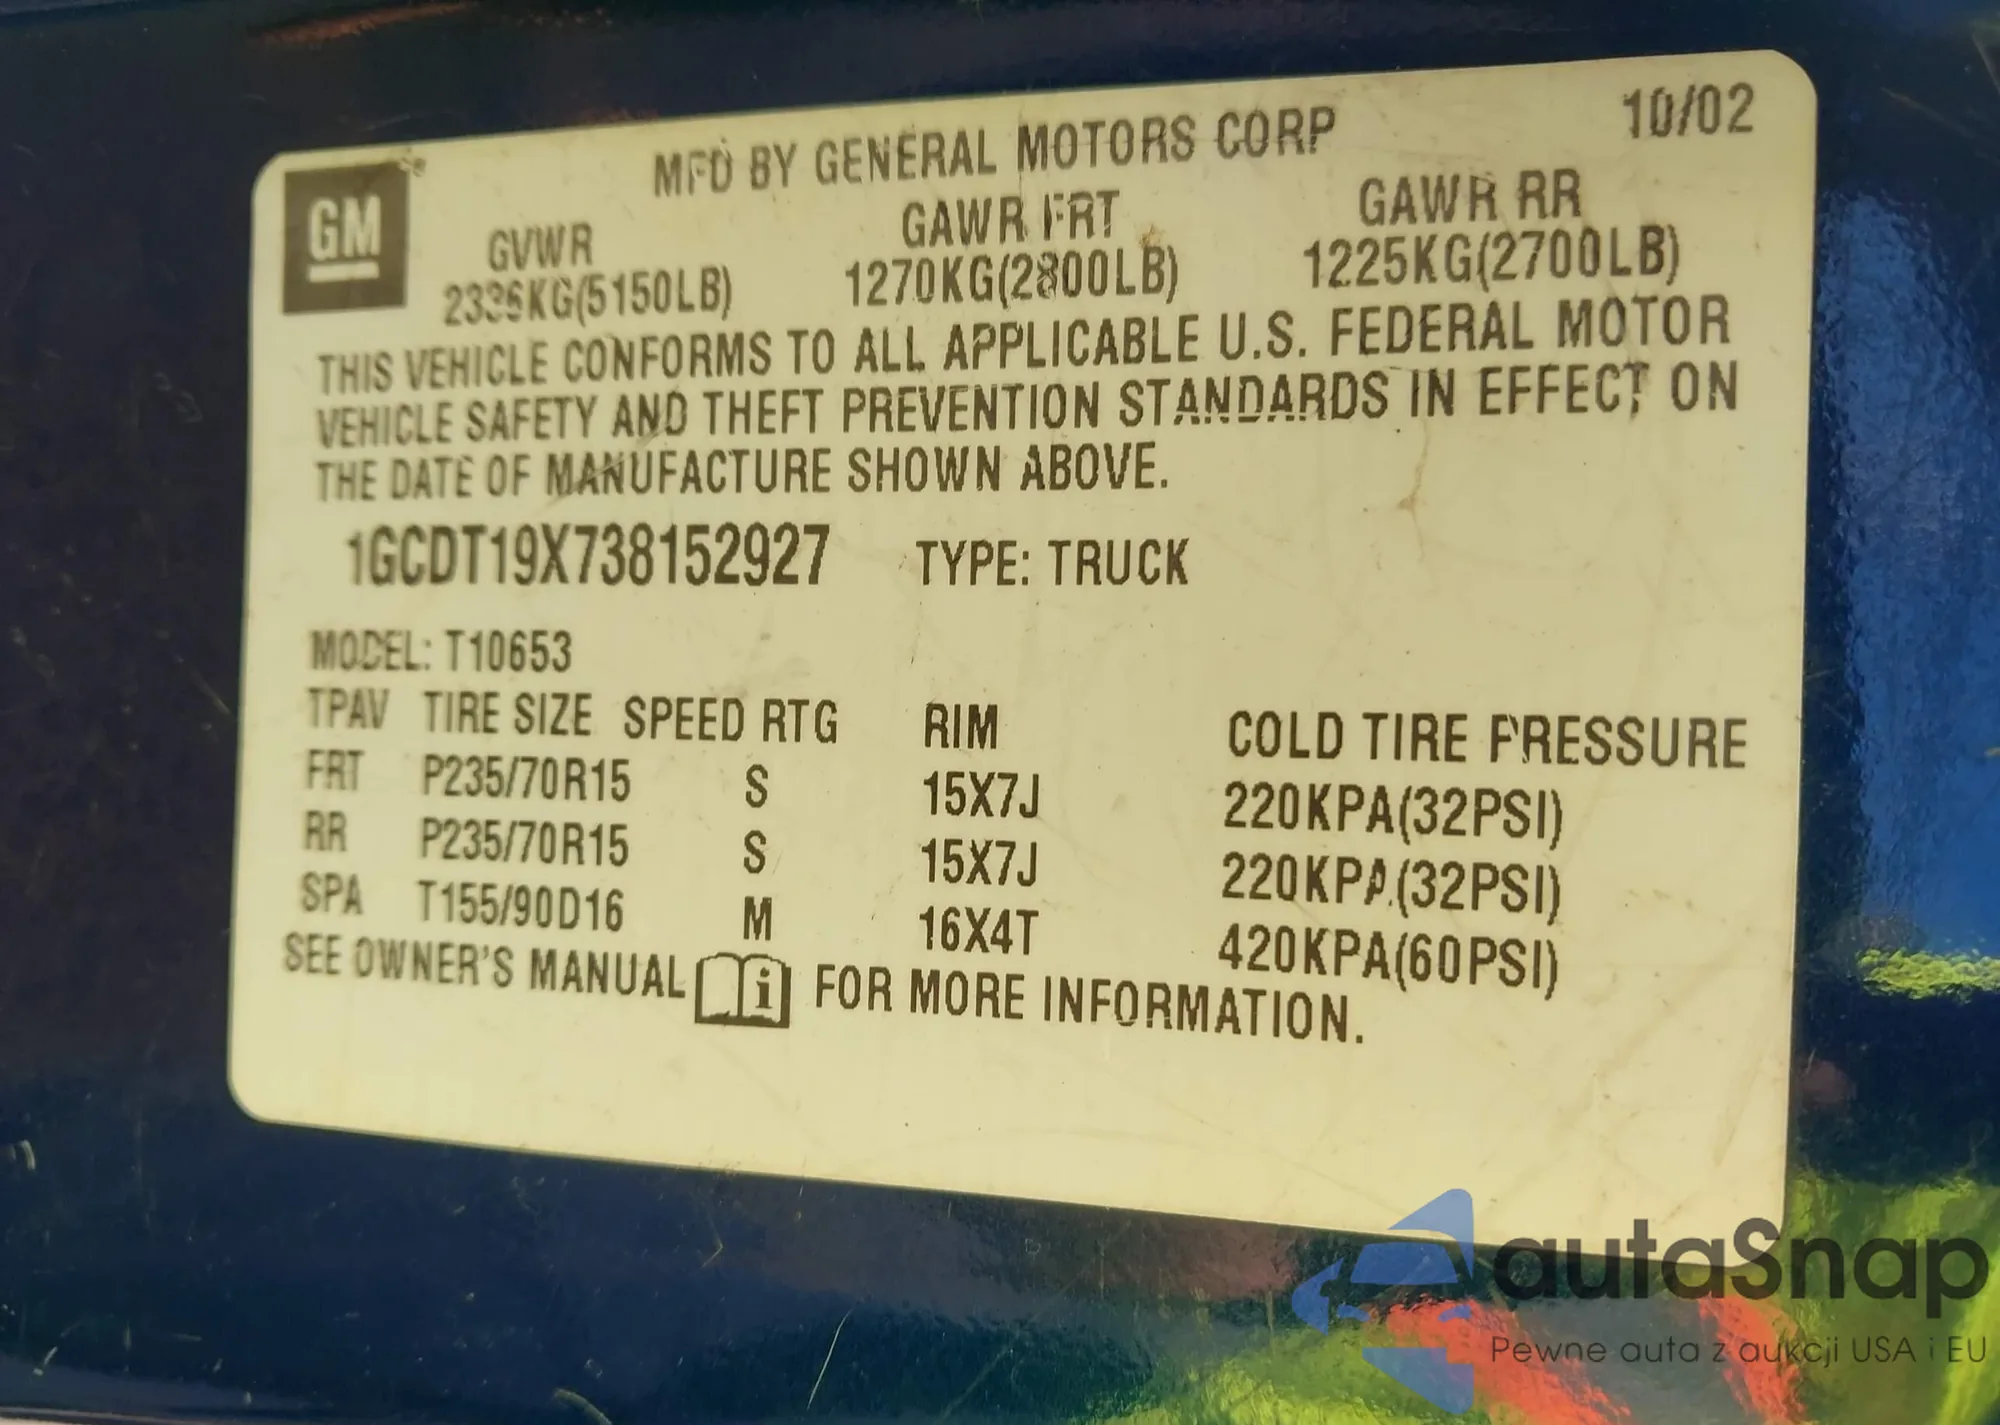 10/02
MFD BY GENERAL MOTORS CORP
GM
GVWR GAWR FRT GAWR RR
2336KG(5150LB) 1270KG(2800LB) 1225KG(2700LB)
THIS VEHICLE CONFORMS TO ALL APPLICABLE U.S. FEDERAL MOTOR
VEHICLE SAFETY AND THEFT PREVENTION STANDARDS IN EFFECT ON
THE DATE OF MANUFACTURE SHOWN ABOVE.
1GCDT19X738152927 TYPE: TRUCK
MODEL: T10653
TPAV TIRE SIZE SPEED RTG RIM COLD TIRE PRESSURE
FRT P235/70R15 S 15X7J 220KPA(32PSI)
RR P235/70R15 S 15X7J 220KPA(32PSI)
SPA T155/90D16 M 16X4T 420KPA(60PSI)
SEE OWNER'S MANUAL i FOR MORE INFORMATION.
autaSnap
Pewne auta z aukcji USA i EU